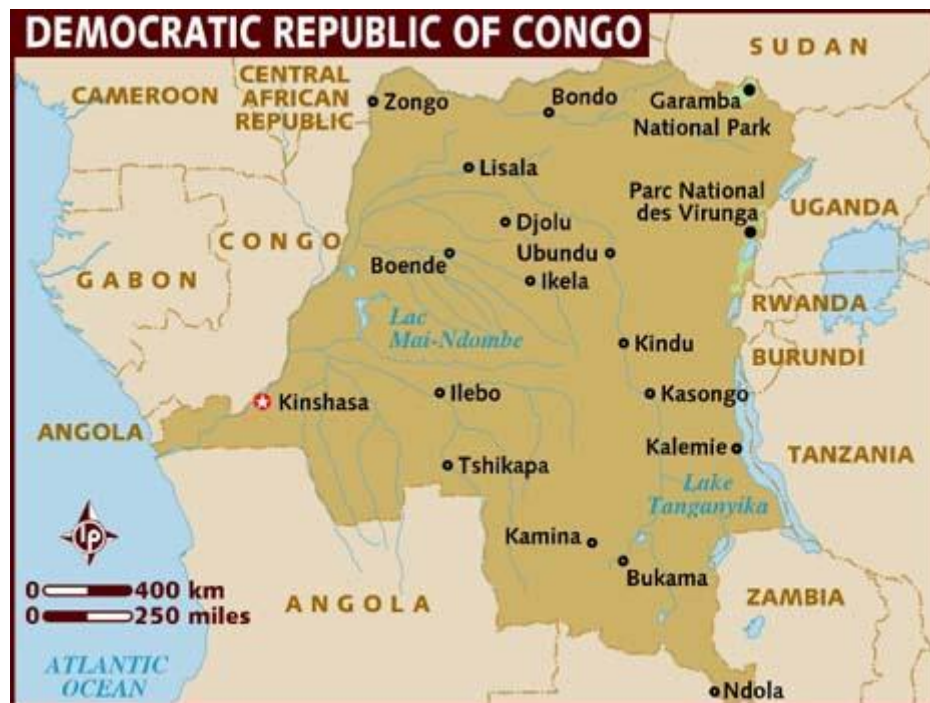 DEMOCRATIC REPUBLIC OF CONGO
SUDAN
CAMEROON
CENTRAL
AFRICAN
REPUBLIC
Zongo
Bondo
Garamba
National Park
Lisala
Parc National
des Virunga
UGANDA
Djolu
CONGO
Ubundu
Boende
Ikela
GABON
RWANDA
Lac
Mai-Ndombe
Kindu
BURUNDI
Kinshasa
Ilebo
Kasongo
ANGOLA
Kalemie
TANZANIA
Tshikapa
Lake
Tanganyika
LP
Kamina
Bukama
0 400 km
0 250 miles
ANGOLA
ZAMBIA
ATLANTIC
OCEAN
Ndola